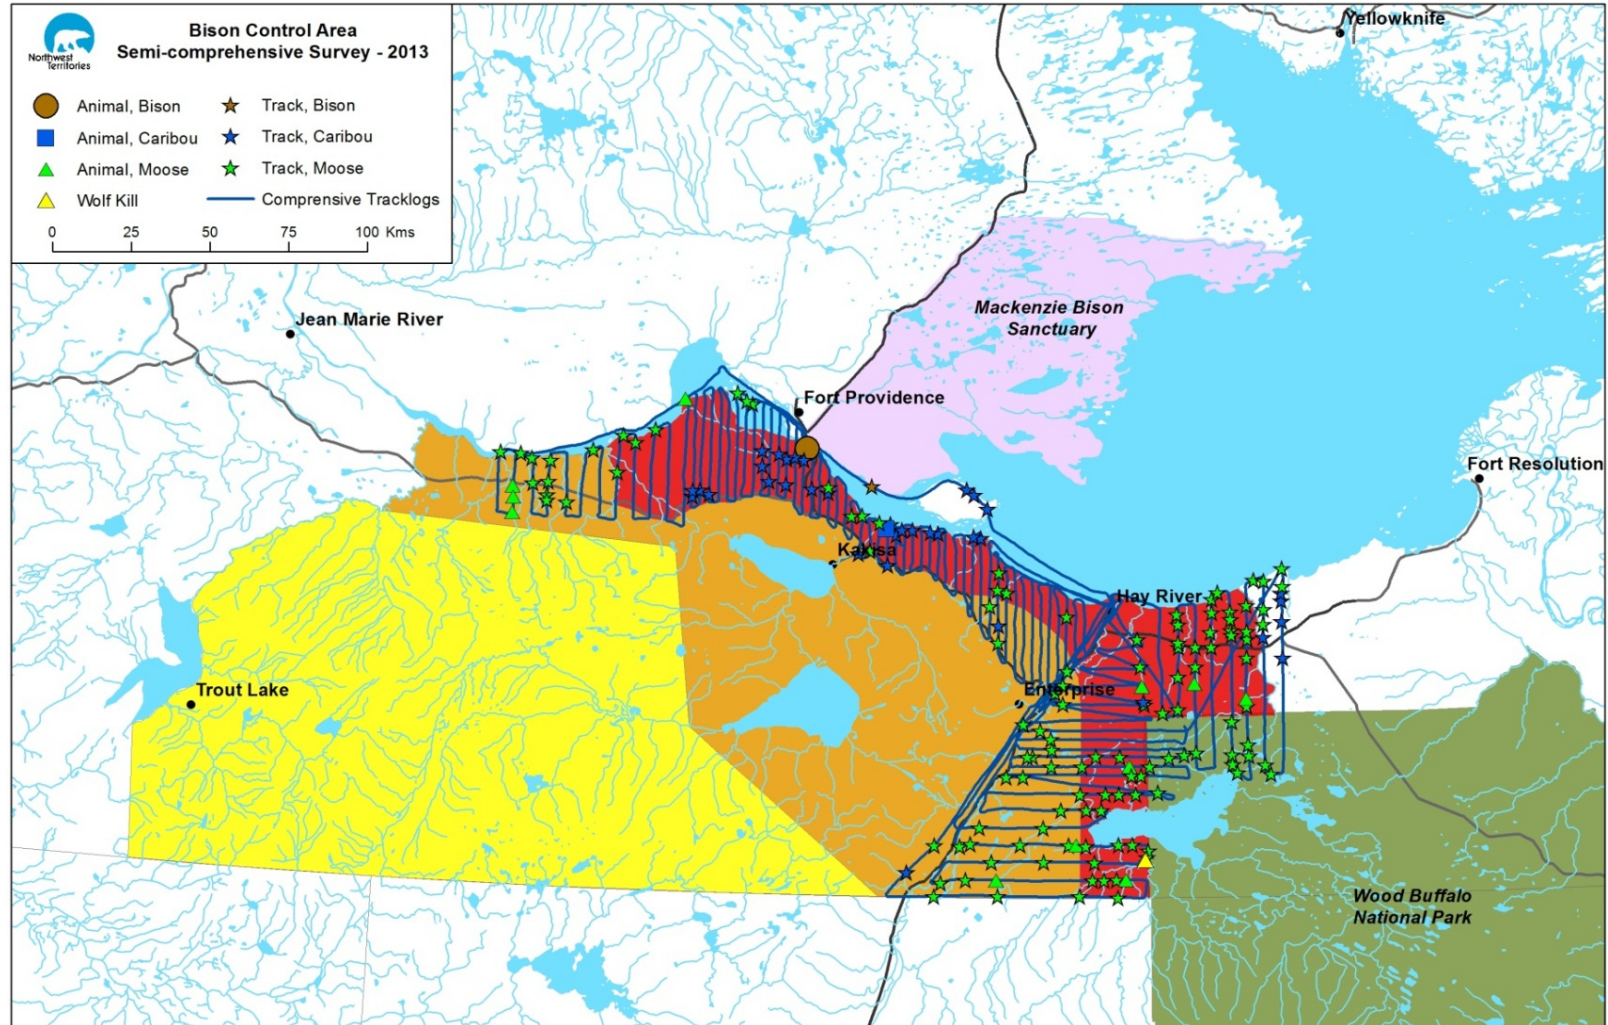 Bison Control Area
Semi-comprehensive Survey - 2013
Northwest
Territories
Animal, Bison
Track, Bison
Animal, Caribou
Track, Caribou
Animal, Moose
Track, Moose
Wolf Kill
Comprensive Tracklogs
0 25 50 75 100 Kms
Yellowknife
Jean Marie River
Mackenzie Bison
Sanctuary
Fort Providence
Fort Resolution
Kakisa
Hay River
Trout Lake
Enterprise
Wood Buffalo
National Park